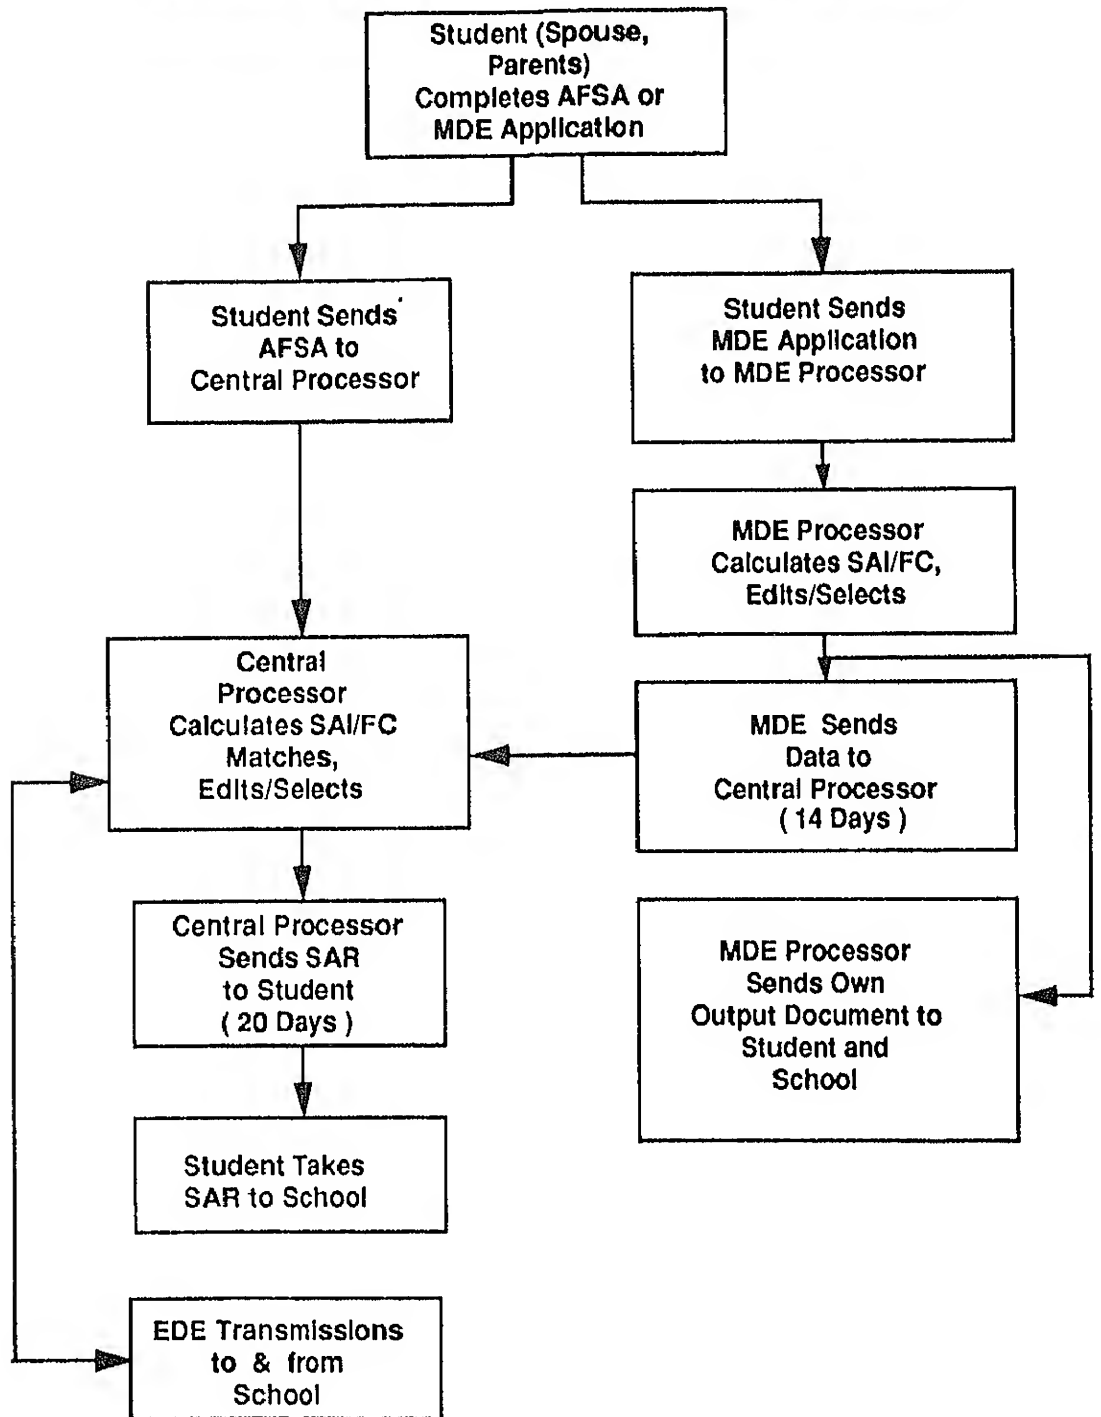 Student (Spouse,
Parents)
Completes AFSA or
MDE Application
Student Sends
AFSA to
Central Processor
Student Sends
MDE Application
to MDE Processor
MDE Processor
Calculates SAI/FC,
Edits/Selects
Central
Processor
Calculates SAI/FC
Matches,
Edits/Selects
MDE Sends
Data to
Central Processor
( 14 Days )
Central Processor
Sends SAR
to Student
( 20 Days )
MDE Processor
Sends Own
Output Document to
Student and
School
Student Takes
SAR to School
EDE Transmissions
to & from
School